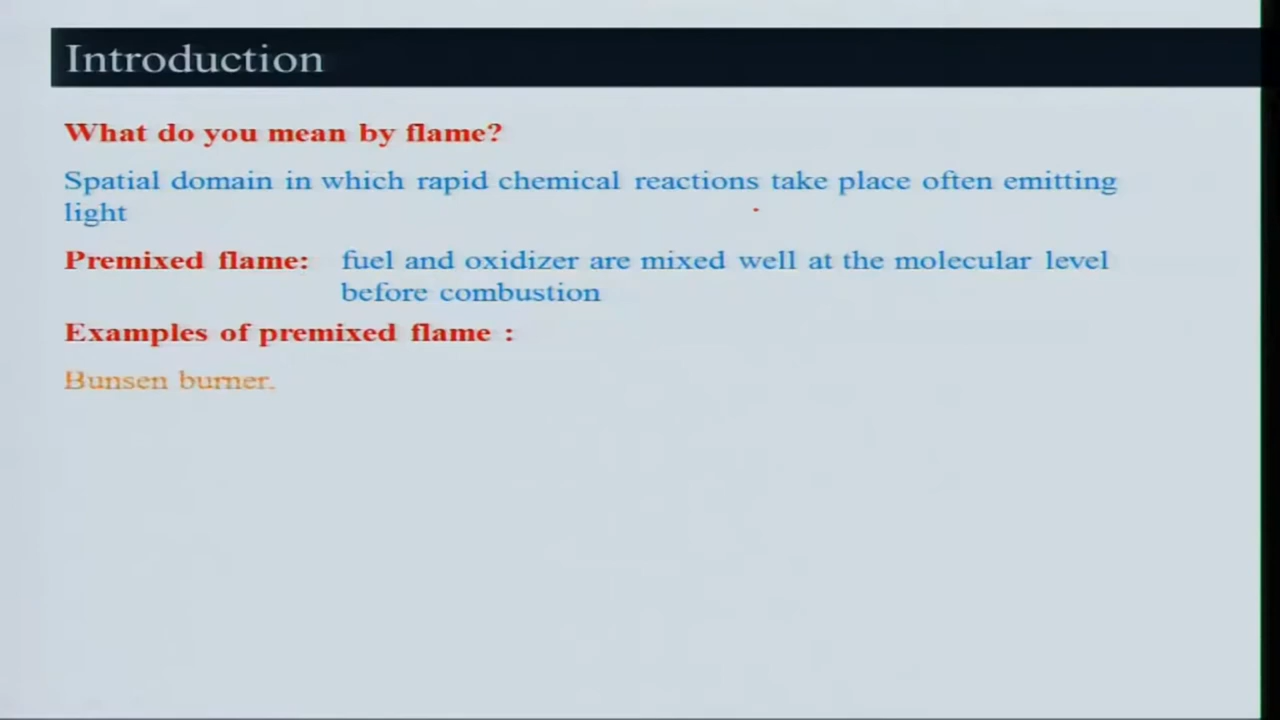 Introduction
What do you mean by flame?
Spatial domain in which rapid chemical reactions take place often emitting
light
Premixed flame: fuel and oxidizer are mixed well at the molecular level
before combustion
Examples of premixed flame :
Bunsen burner.